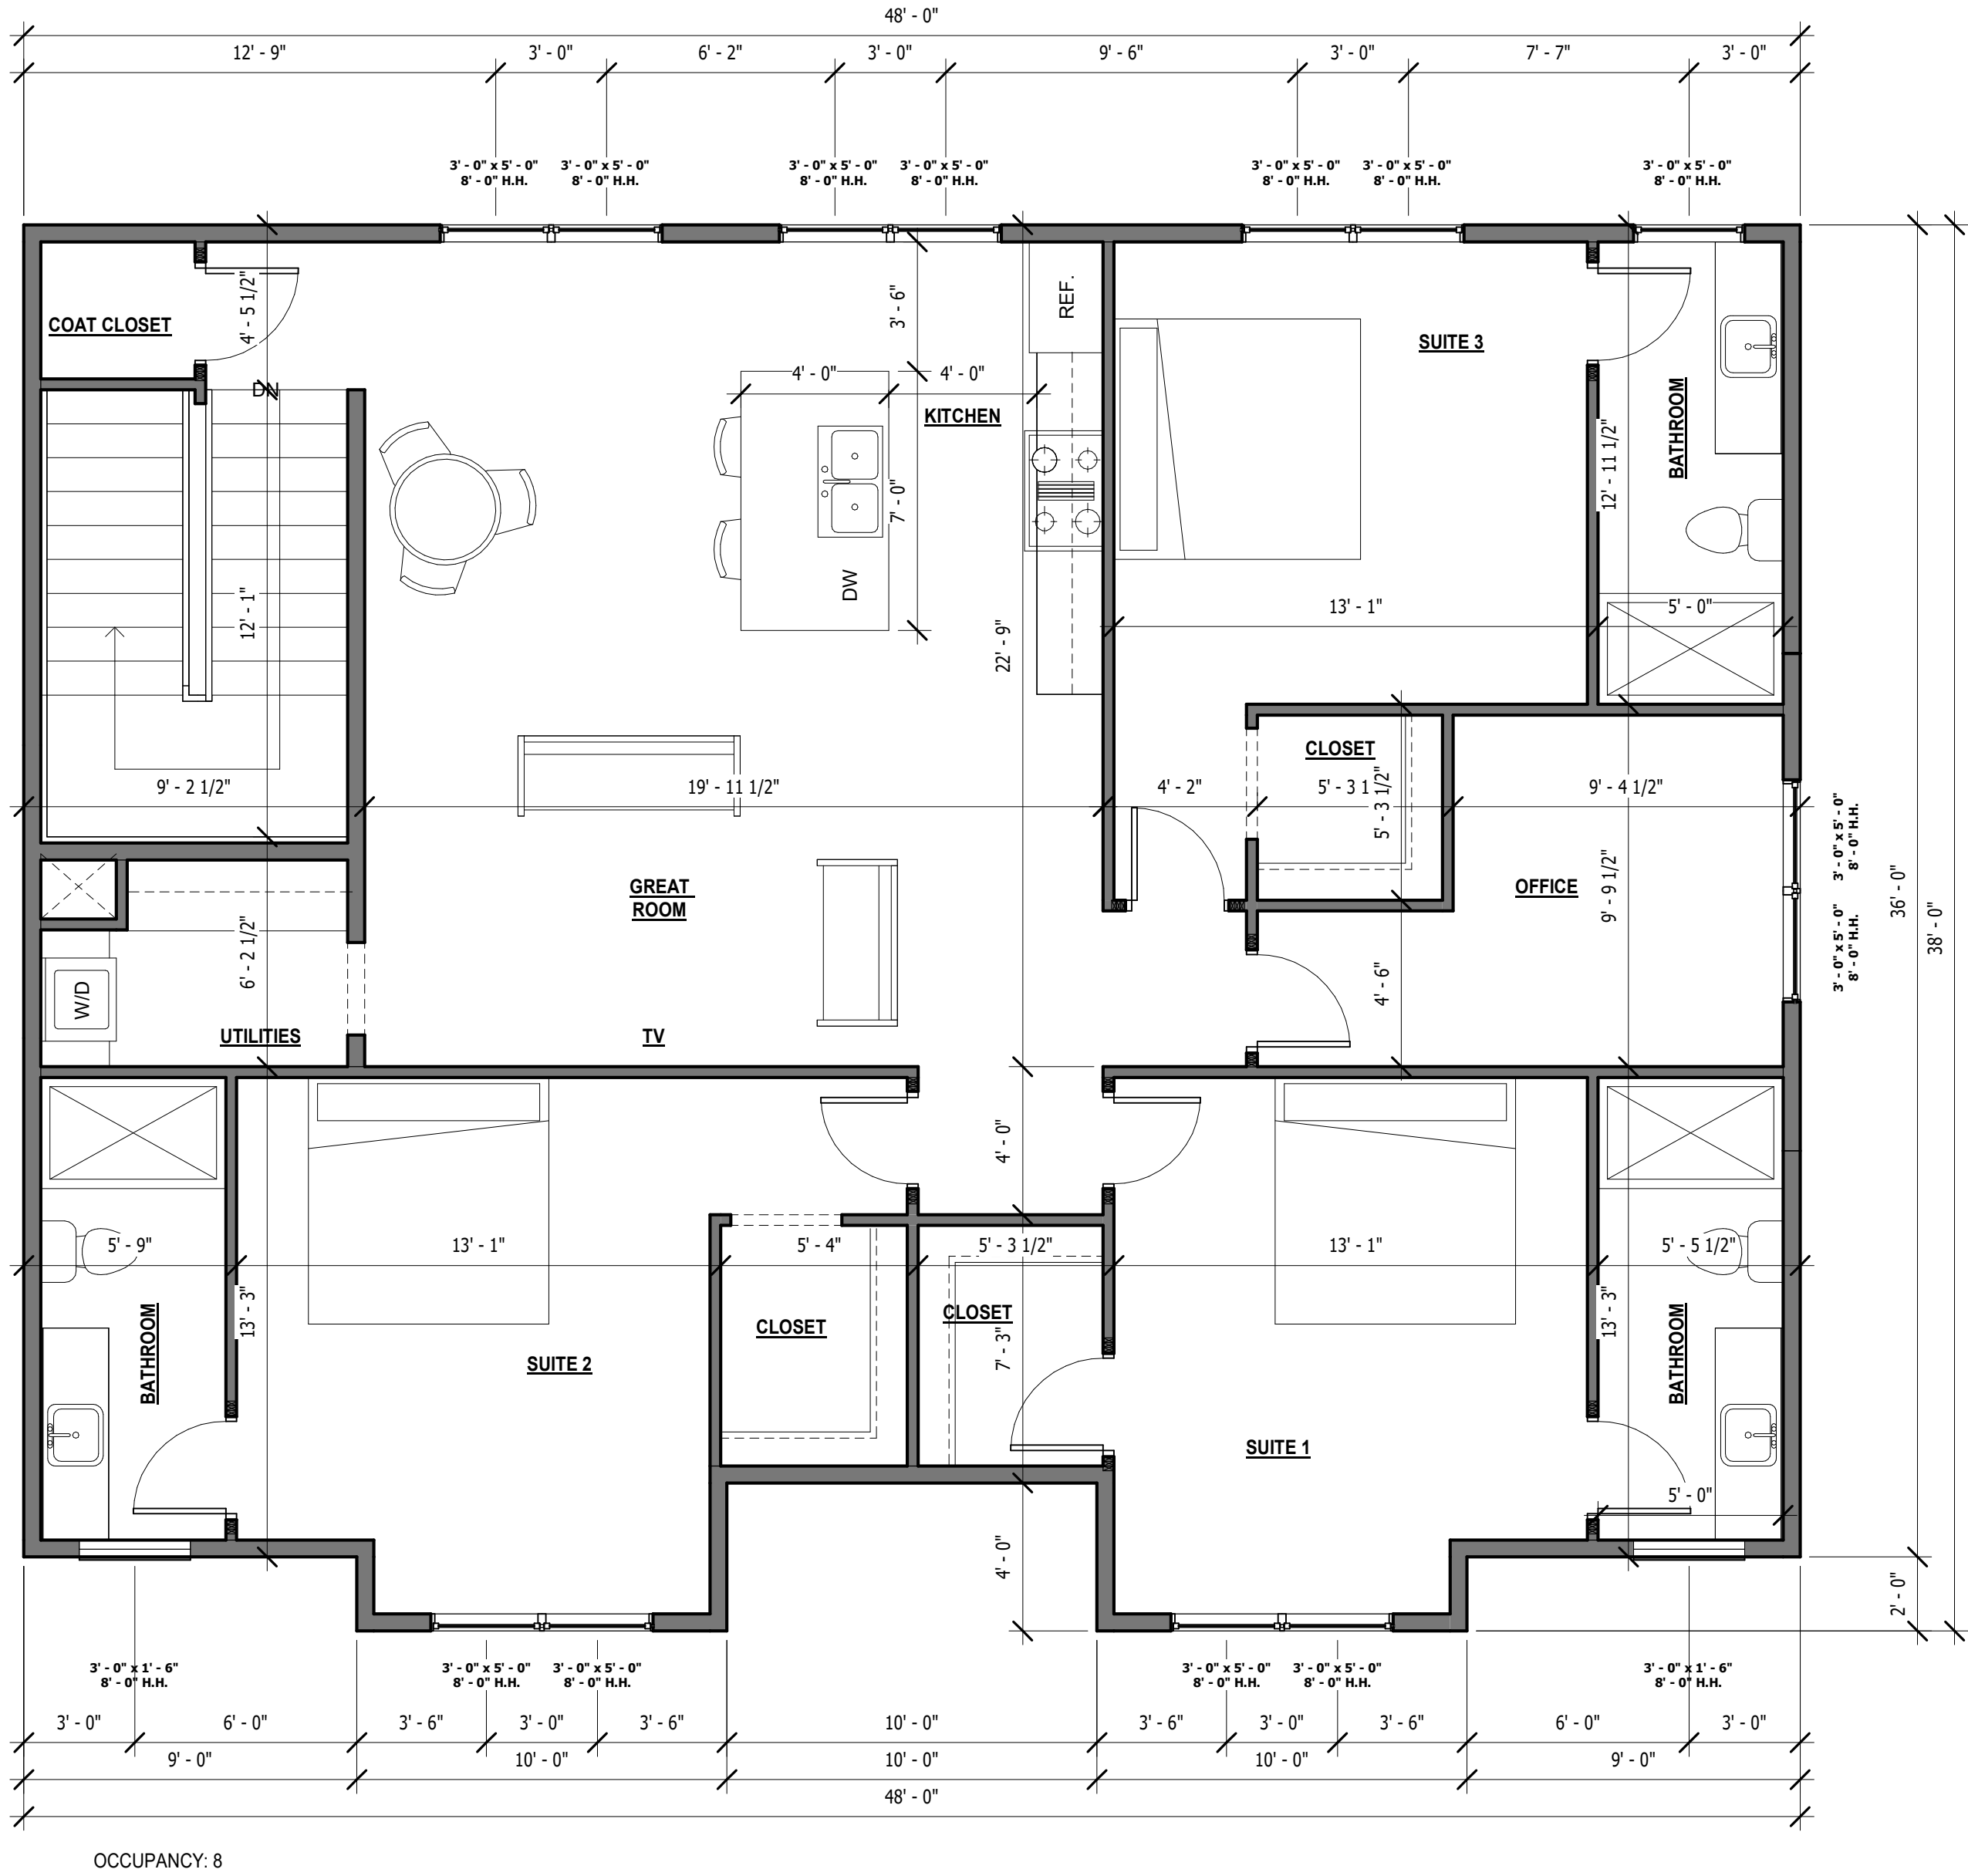 48' - 0"
12' - 9" 3' - 0" 6' - 2" 3' - 0" 9' - 6" 3' - 0" 7' - 7" 3' - 0"
3' - 0" x 5' - 0" 3' - 0" x 5' - 0" 3' - 0" x 5' - 0" 3' - 0" x 5' - 0" 3' - 0" x 5' - 0" 3' - 0" x 5' - 0" 3' - 0" x 5' - 0"
8' - 0" H.H. 8' - 0" H.H. 8' - 0" H.H. 8' - 0" H.H. 8' - 0" H.H. 8' - 0" H.H. 8' - 0" H.H.
COAT CLOSET
4' - 5 1/2"
DN
3' - 6"
REF.
4' - 0" 4' - 0"
KITCHEN
SUITE 3
BATHROOM
12' - 11 1/2"
7' - 0"
DW
12' - 1"
22' - 9"
13' - 1" 5' - 0"
CLOSET
9' - 2 1/2" 19' - 11 1/2" 4' - 2" 5' - 3 1 9' - 4 1/2"
5' - 3 1/2"
3' - 0" x 5' - 0"
8' - 0" H.H.
GREAT
ROOM
OFFICE
9' - 9 1/2"
36' - 0"
38' - 0"
3' - 0" x 5' - 0"
8' - 0" H.H.
6' - 2 1/2"
W/D
4' - 6"
UTILITIES
TV
4' - 0"
5' - 9" 13' - 1" 5' - 4" 5' - 3 1/2" 13' - 1" 5' - 5 1/2"
BATHROOM
13' - 3"
CLOSET
CLOSET
7' - 3"
13' - 3"
BATHROOM
SUITE 2
SUITE 1
5' - 0"
4' - 0"
2' - 0"
3' - 0" x 1' - 6" 3' - 0" x 5' - 0" 3' - 0" x 5' - 0" 3' - 0" x 5' - 0" 3' - 0" x 5' - 0" 3' - 0" x 1' - 6"
8' - 0" H.H. 8' - 0" H.H. 8' - 0" H.H. 8' - 0" H.H. 8' - 0" H.H. 8' - 0" H.H.
3' - 0" 6' - 0" 3' - 6" 3' - 0" 3' - 6" 10' - 0" 3' - 6" 3' - 0" 3' - 6" 6' - 0" 3' - 0"
9' - 0" 10' - 0" 10' - 0" 10' - 0" 9' - 0"
48' - 0"
OCCUPANCY: 8